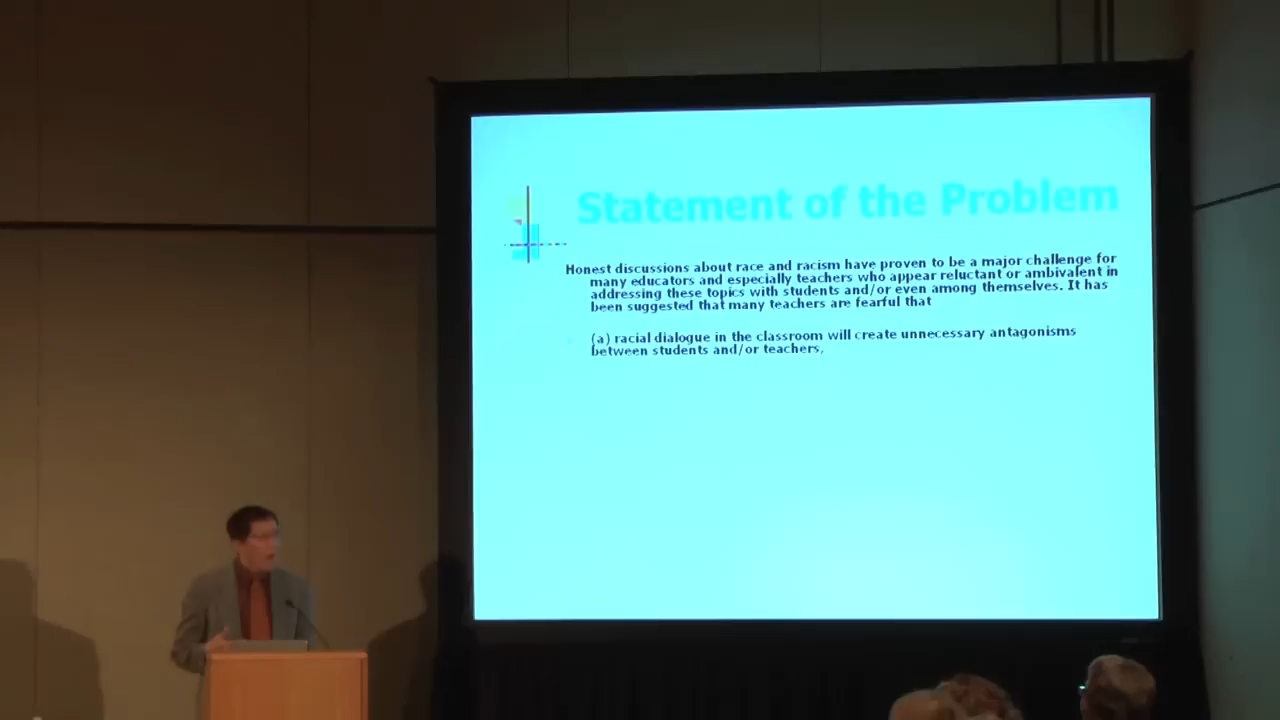 Statement of the Problem
Honest discussions about race and racism have proven to be a major challenge for
many educators and especially teachers who appear reluctant or ambivalent in
addressing these topics with students and/or even among themselves. It has
been suggested that many teachers are fearful that
(a) racial dialogue in the classroom will create unnecessary antagonisms
between students and/or teachers,